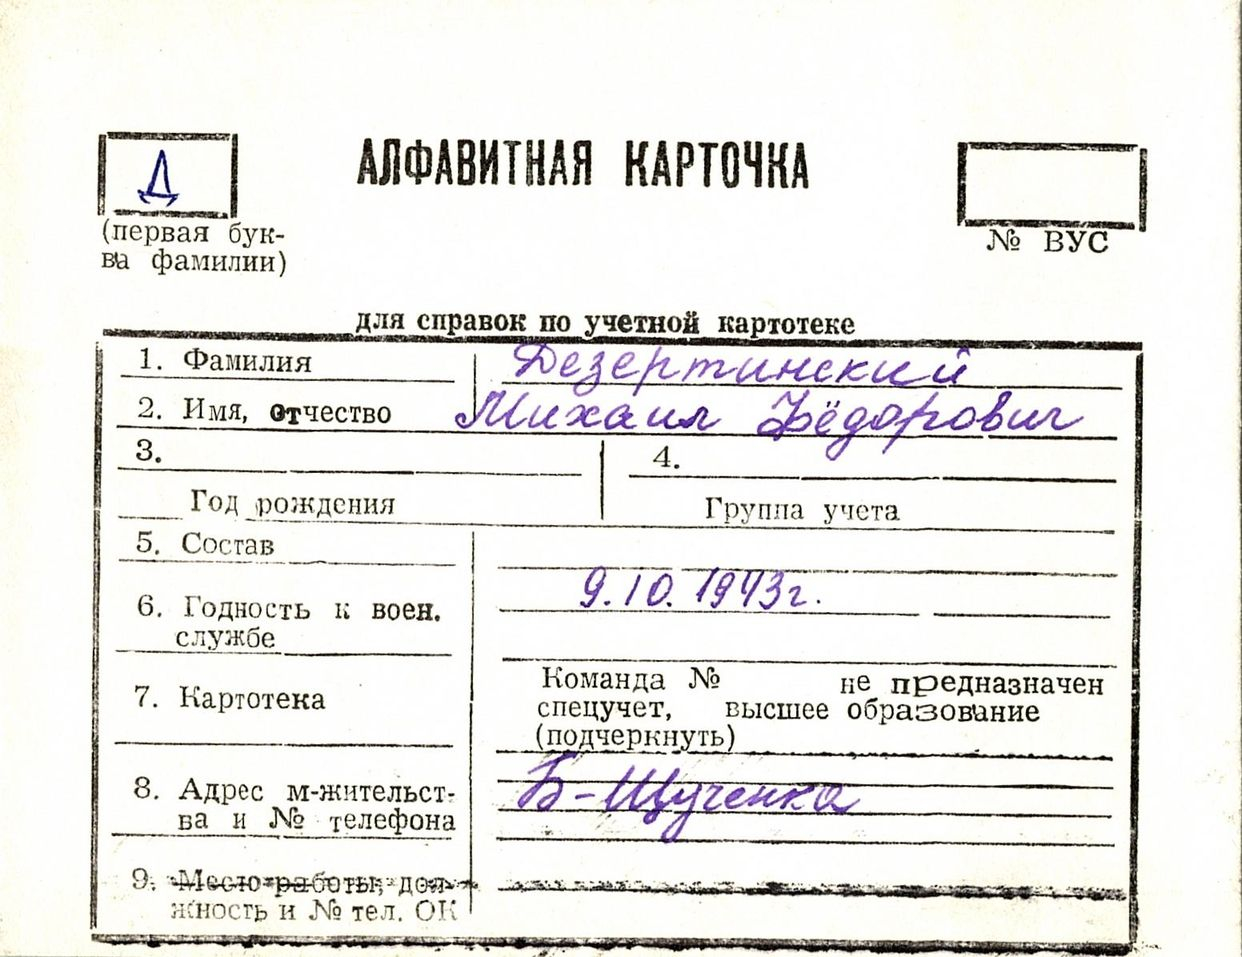 Д
АЛФАВИТНАЯ КАРТОЧКА
(первая бук-
ва фамилии)
№ ВУС
для справок по учетной картотеке
1. Фамилия Дезертинский
2. Имя, отчество Михаил Фёдорович
3. 4.
Год рождения Группа учета
5. Состав
9.10.1943г.
6. Годность к воен.
службе
7. Картотека
Команда № не предназначен
спецучет, высшее образование
(подчеркнуть)
8. Адрес м-жительст-
ва и № телефона
Б-Щученка
9. Место работы, дол-
жность и № тел. ОК